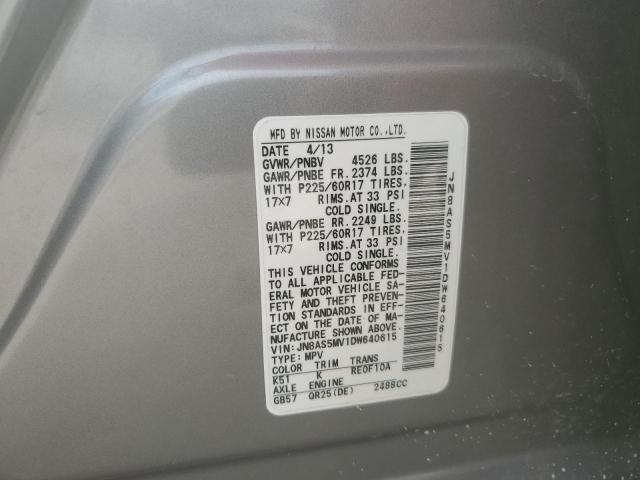 MFD BY NISSAN MOTOR CO.,LTD.
DATE 4/13
GVWR/PNBV 4526 LBS.
GAWR/PNBE FR.2374 LBS.
WITH P225/60R17 TIRES,
17×7 RIMS.AT 33 PSI
COLD SINGLE.
GAWR/PNBE RR.2249 LBS.
WITH P225/60R17 TIRES,
17×7 RIMS.AT 33 PSI
COLD SINGLE.
THIS VEHICLE CONFORMS
TO ALL APPLICABLE FED-
ERAL MOTOR VEHICLE SA-
FETY AND THEFT PREVEN-
TION STANDARDS IN EFF-
ECT ON THE DATE OF MA-
NUFACTURE SHOWN ABOVE.
VIN:JN8AS5MV1DW640615
TYPE:MPV
COLOR TRIM TRANS
K51 K RE0F10A
AXLE ENGINE
GB57 QR25(DE) 2488CC
JN8AS5MV1DW640615